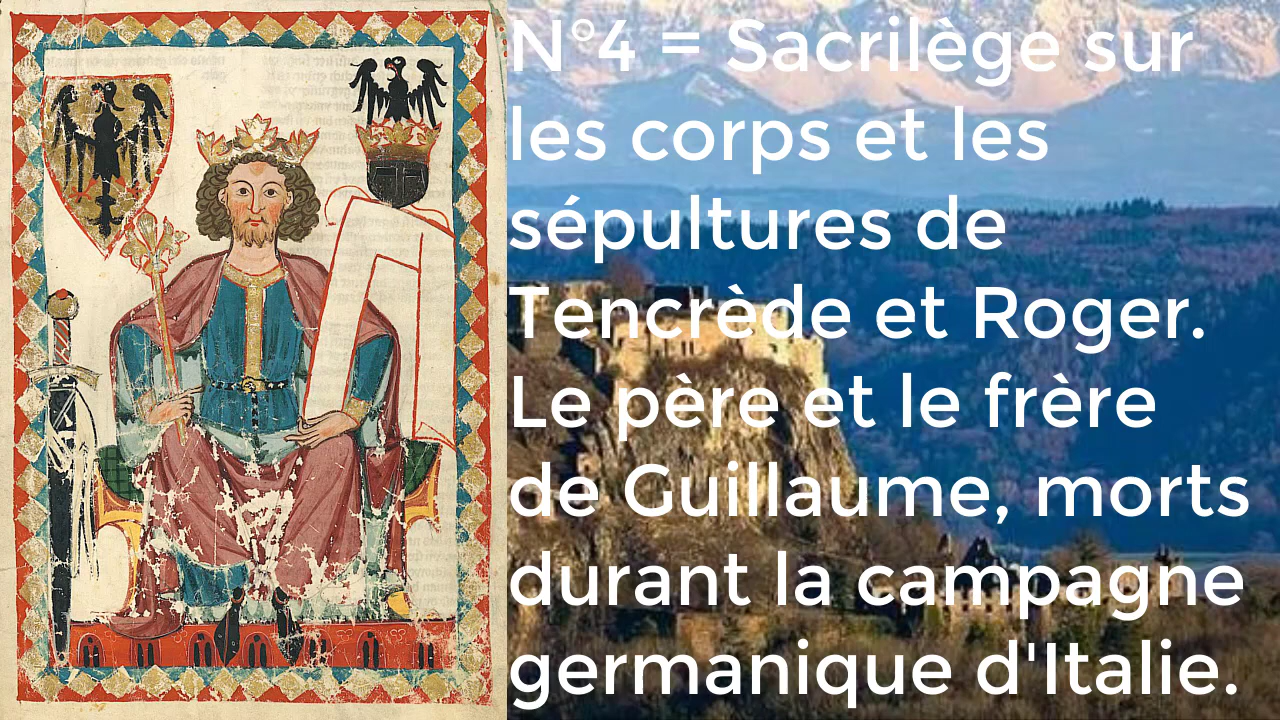 N°4 = Sacrilège sur
les corps et les
sépultures de
Tencrède et Roger.
Le père et le frère
de Guillaume, morts
durant la campagne
germanique d'Italie.